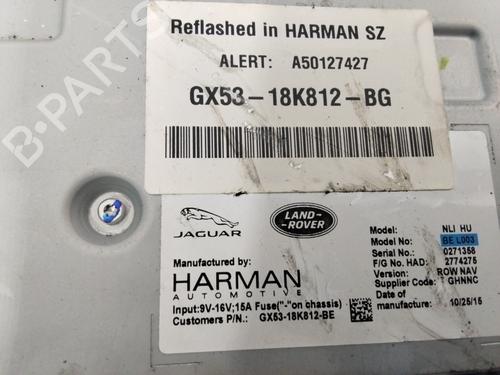 Reflashed in HARMAN SZ
ALERT: A50127427
GX53-18K812-BG
JAGUAR
LAND-
ROVER
Manufactured by:
HARMAN
AUTOMOTIVE
Input:9V-16V;15A Fuse("-"on chassis)
Customers P/N.: GX53-18K812-BE
Model: NLI HU
Model No: BE L003
Serial No: 0271358
F/G No. HAD: 2774275
Version: ROW NAV
Supplier Code: GHNNC
Date of
manufacture: 10/25/15